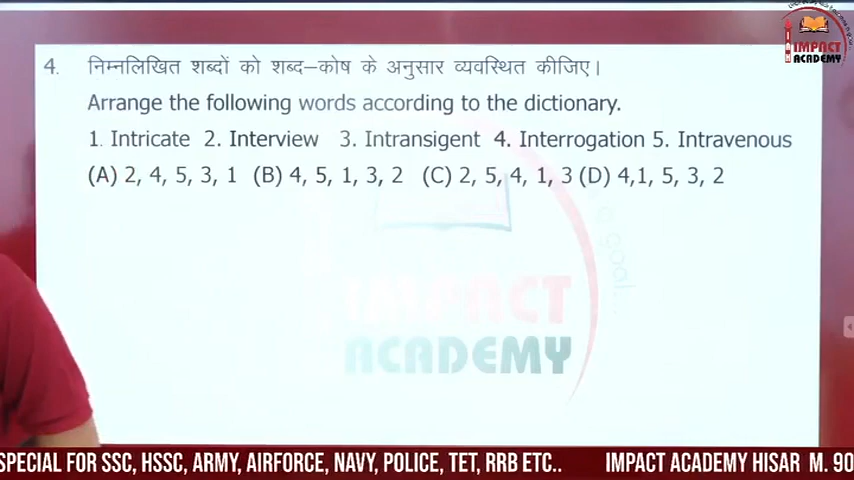 IMPACT
ACADEMY
4. निम्नलिखित शब्दों को शब्द–कोष के अनुसार व्यवस्थित कीजिए।
Arrange the following words according to the dictionary.
1. Intricate 2. Interview 3. Intransigent 4. Interrogation 5. Intravenous
(A) 2, 4, 5, 3, 1 (B) 4, 5, 1, 3, 2 (C) 2, 5, 4, 1, 3 (D) 4,1, 5, 3, 2
goal...
IMPACT
ACADEMY
SPECIAL FOR SSC, HSSC, ARMY, AIRFORCE, NAVY, POLICE, TET, RRB ETC.. IMPACT ACADEMY HISAR M. 90